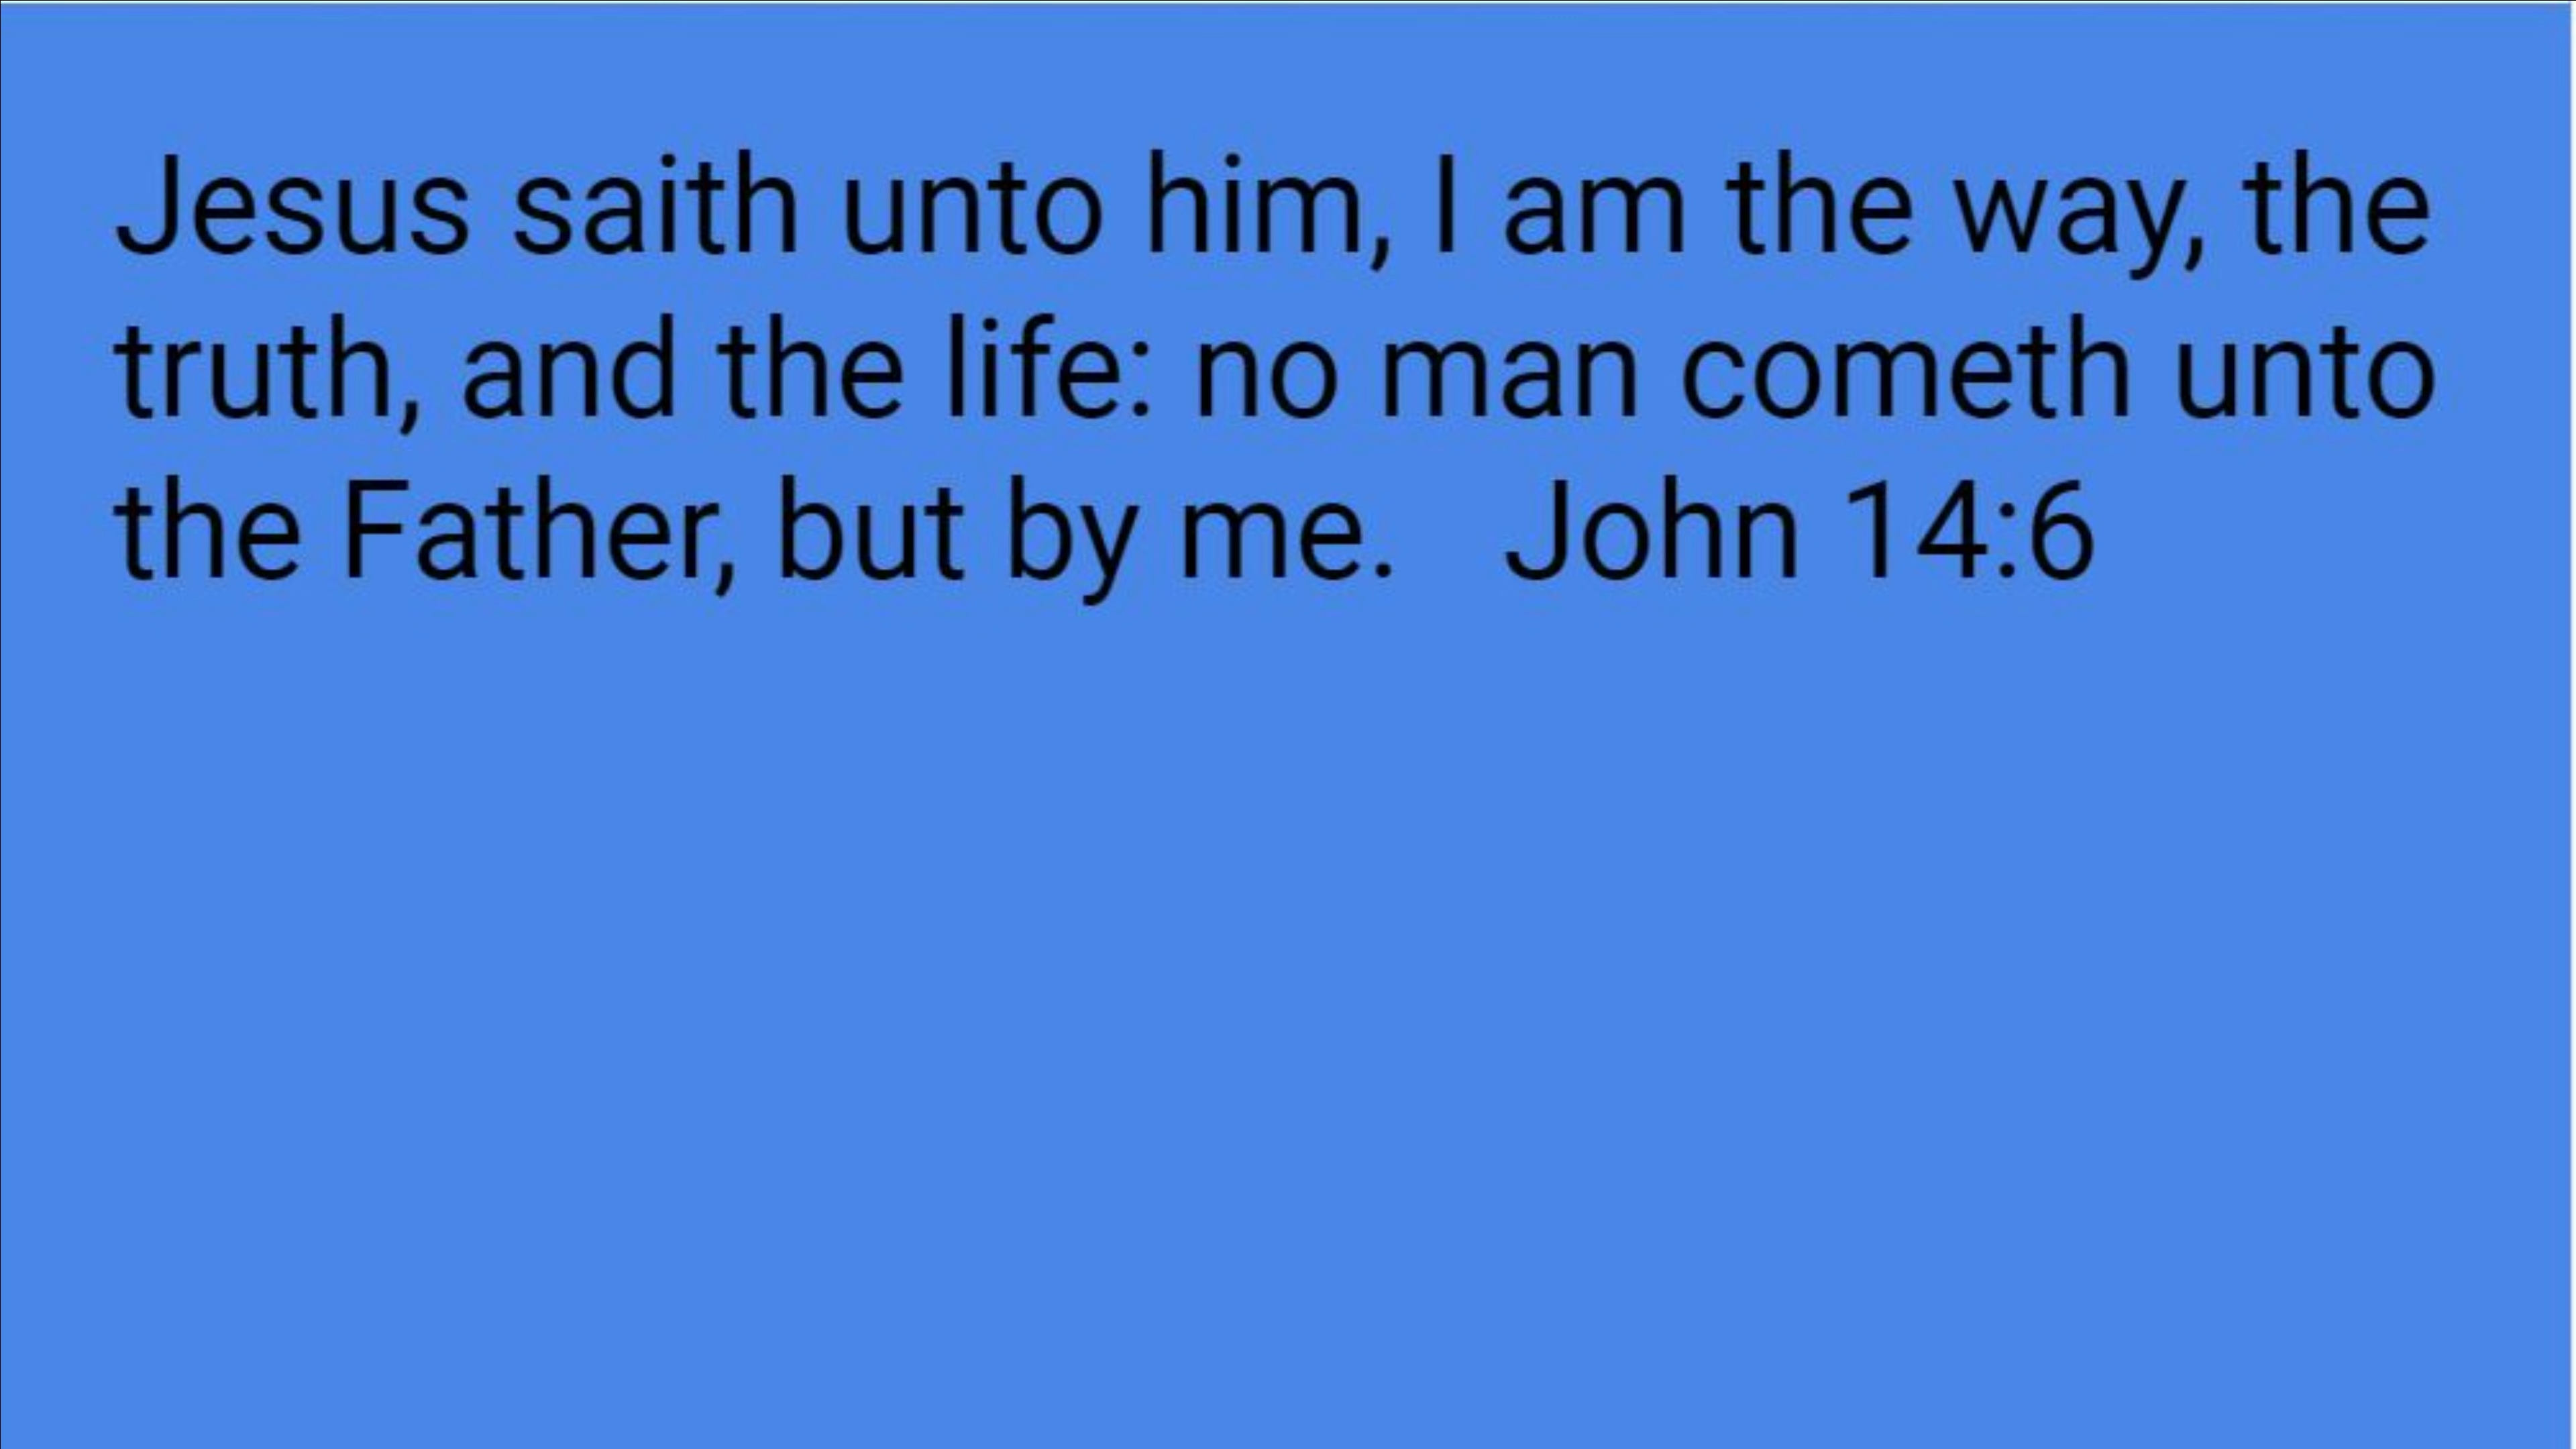 Jesus saith unto him, I am the way, the
truth, and the life: no man cometh unto
the Father, but by me.   John 14:6